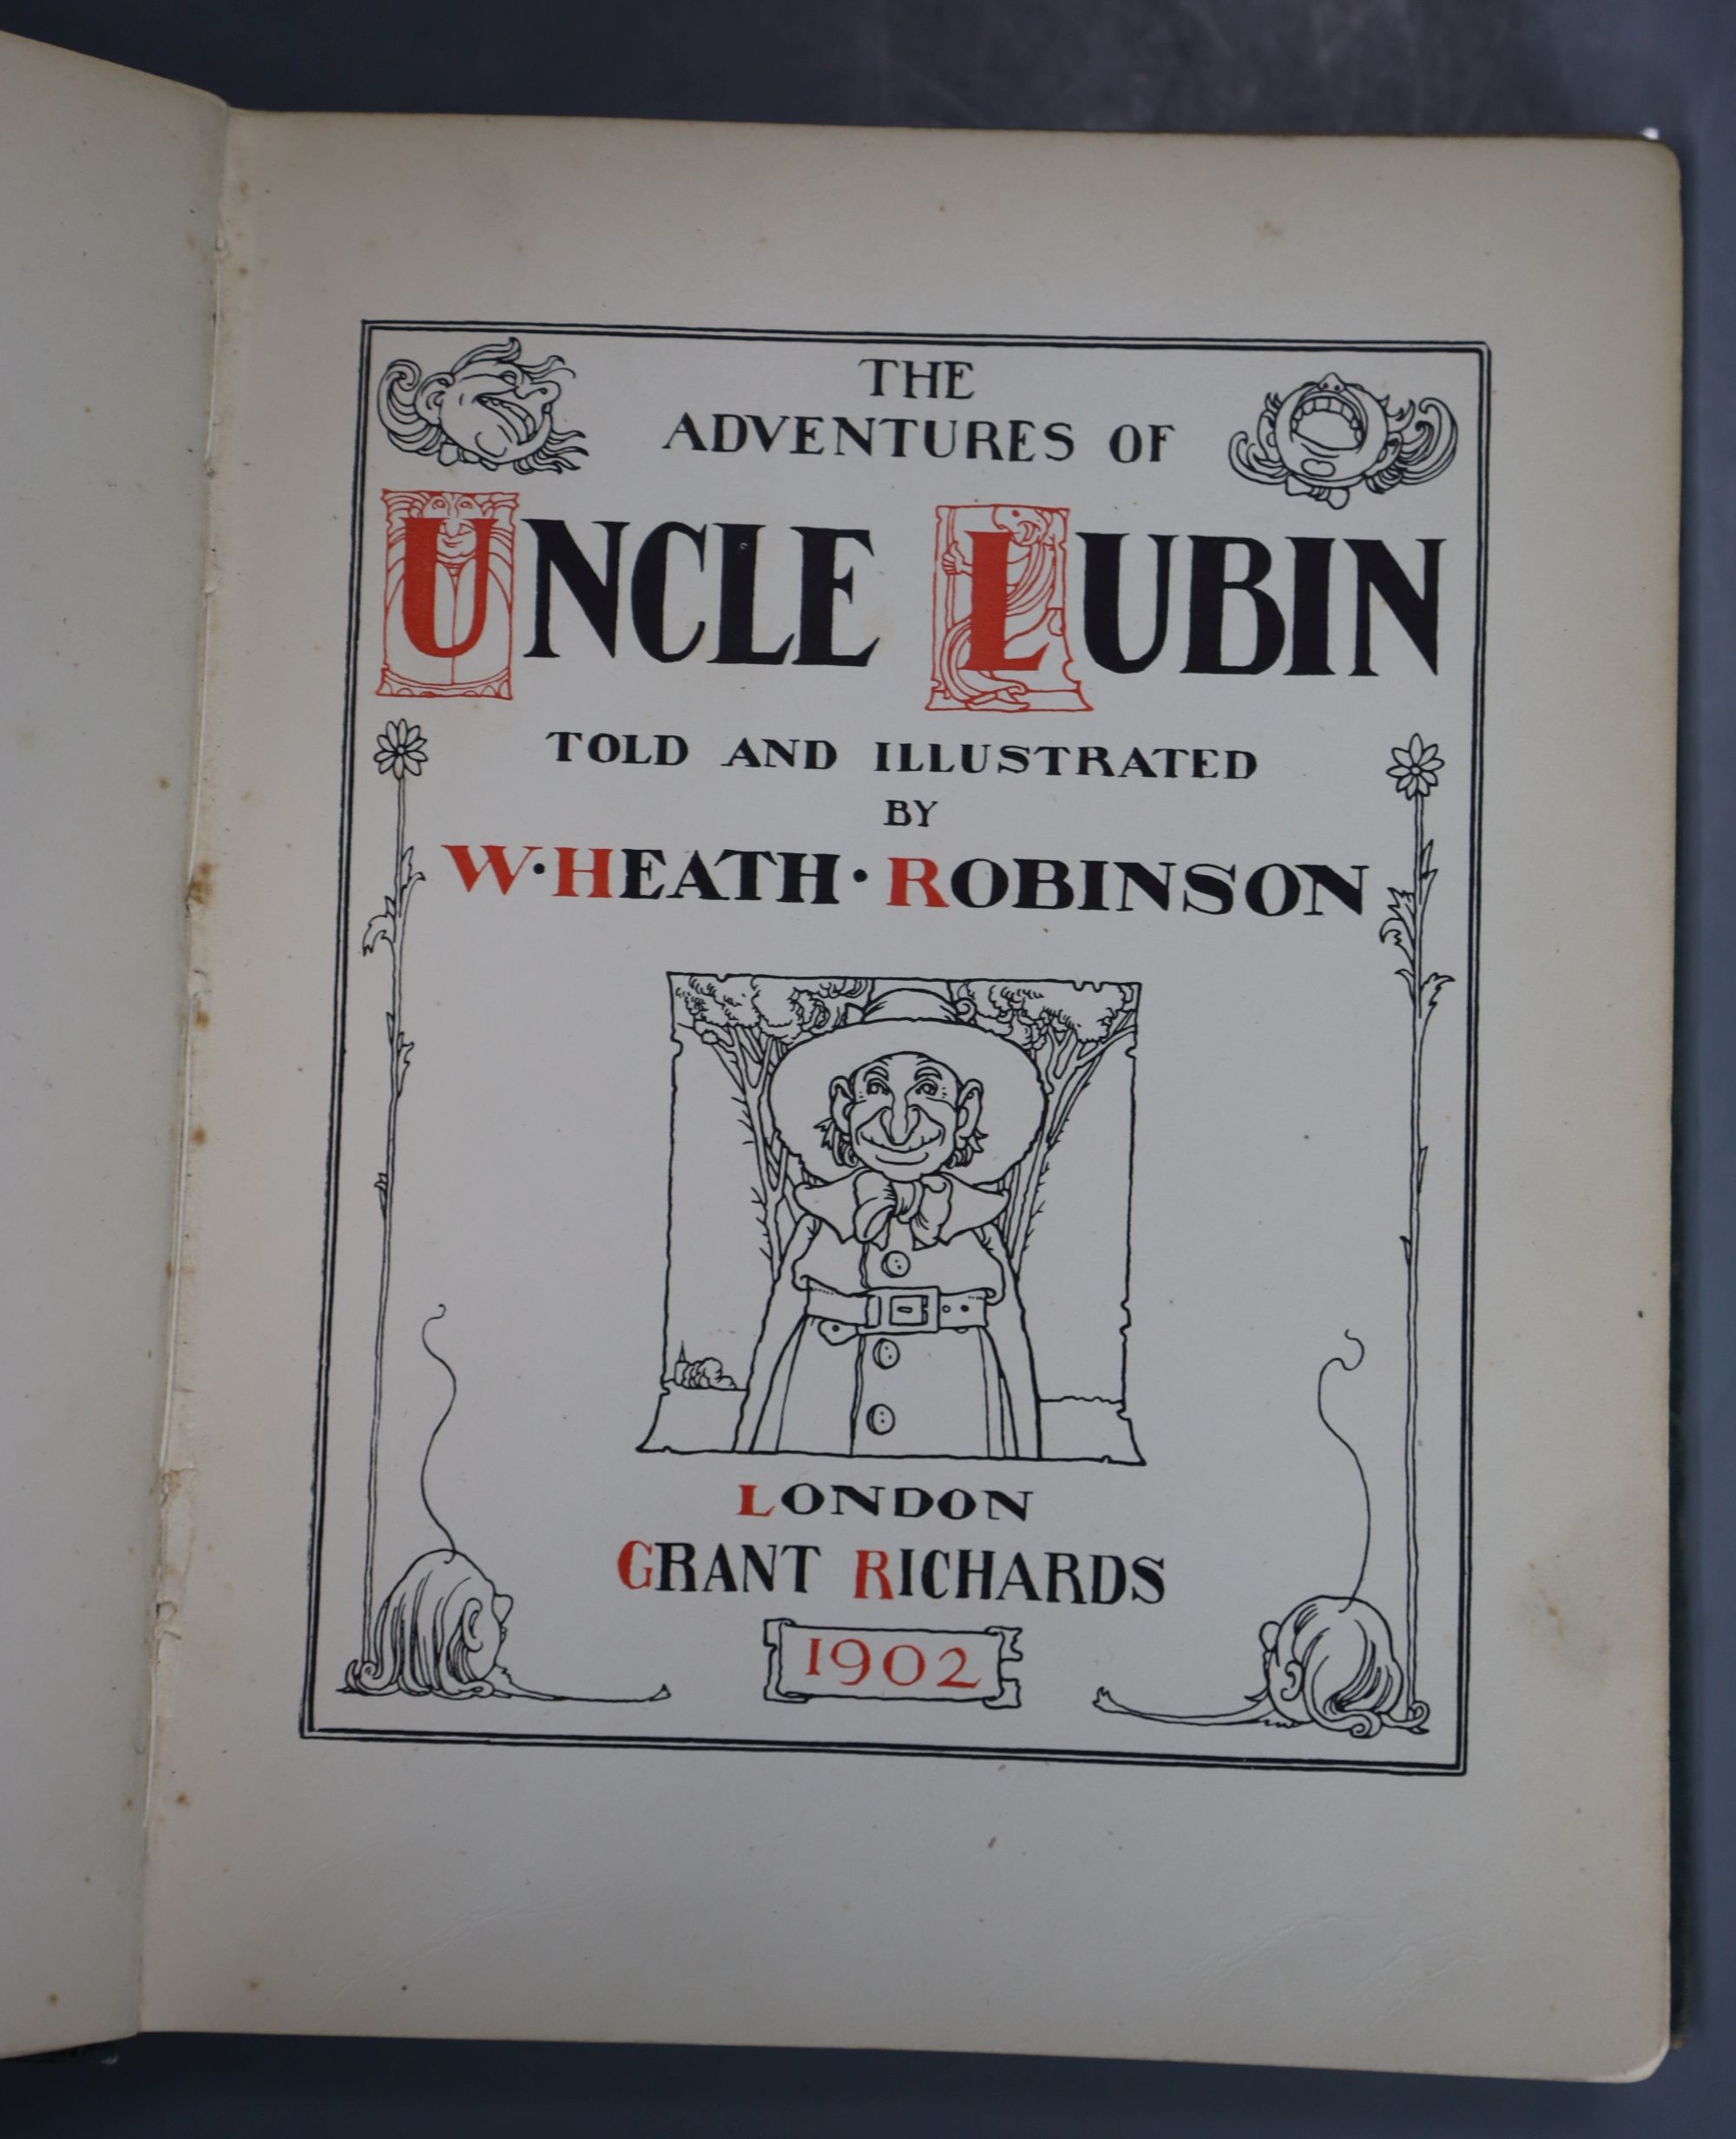 THE
ADVENTURES OF
UNCLE LUBIN
TOLD AND ILLUSTRATED
BY
W·HEATH·ROBINSON
LONDON
GRANT RICHARDS
1902